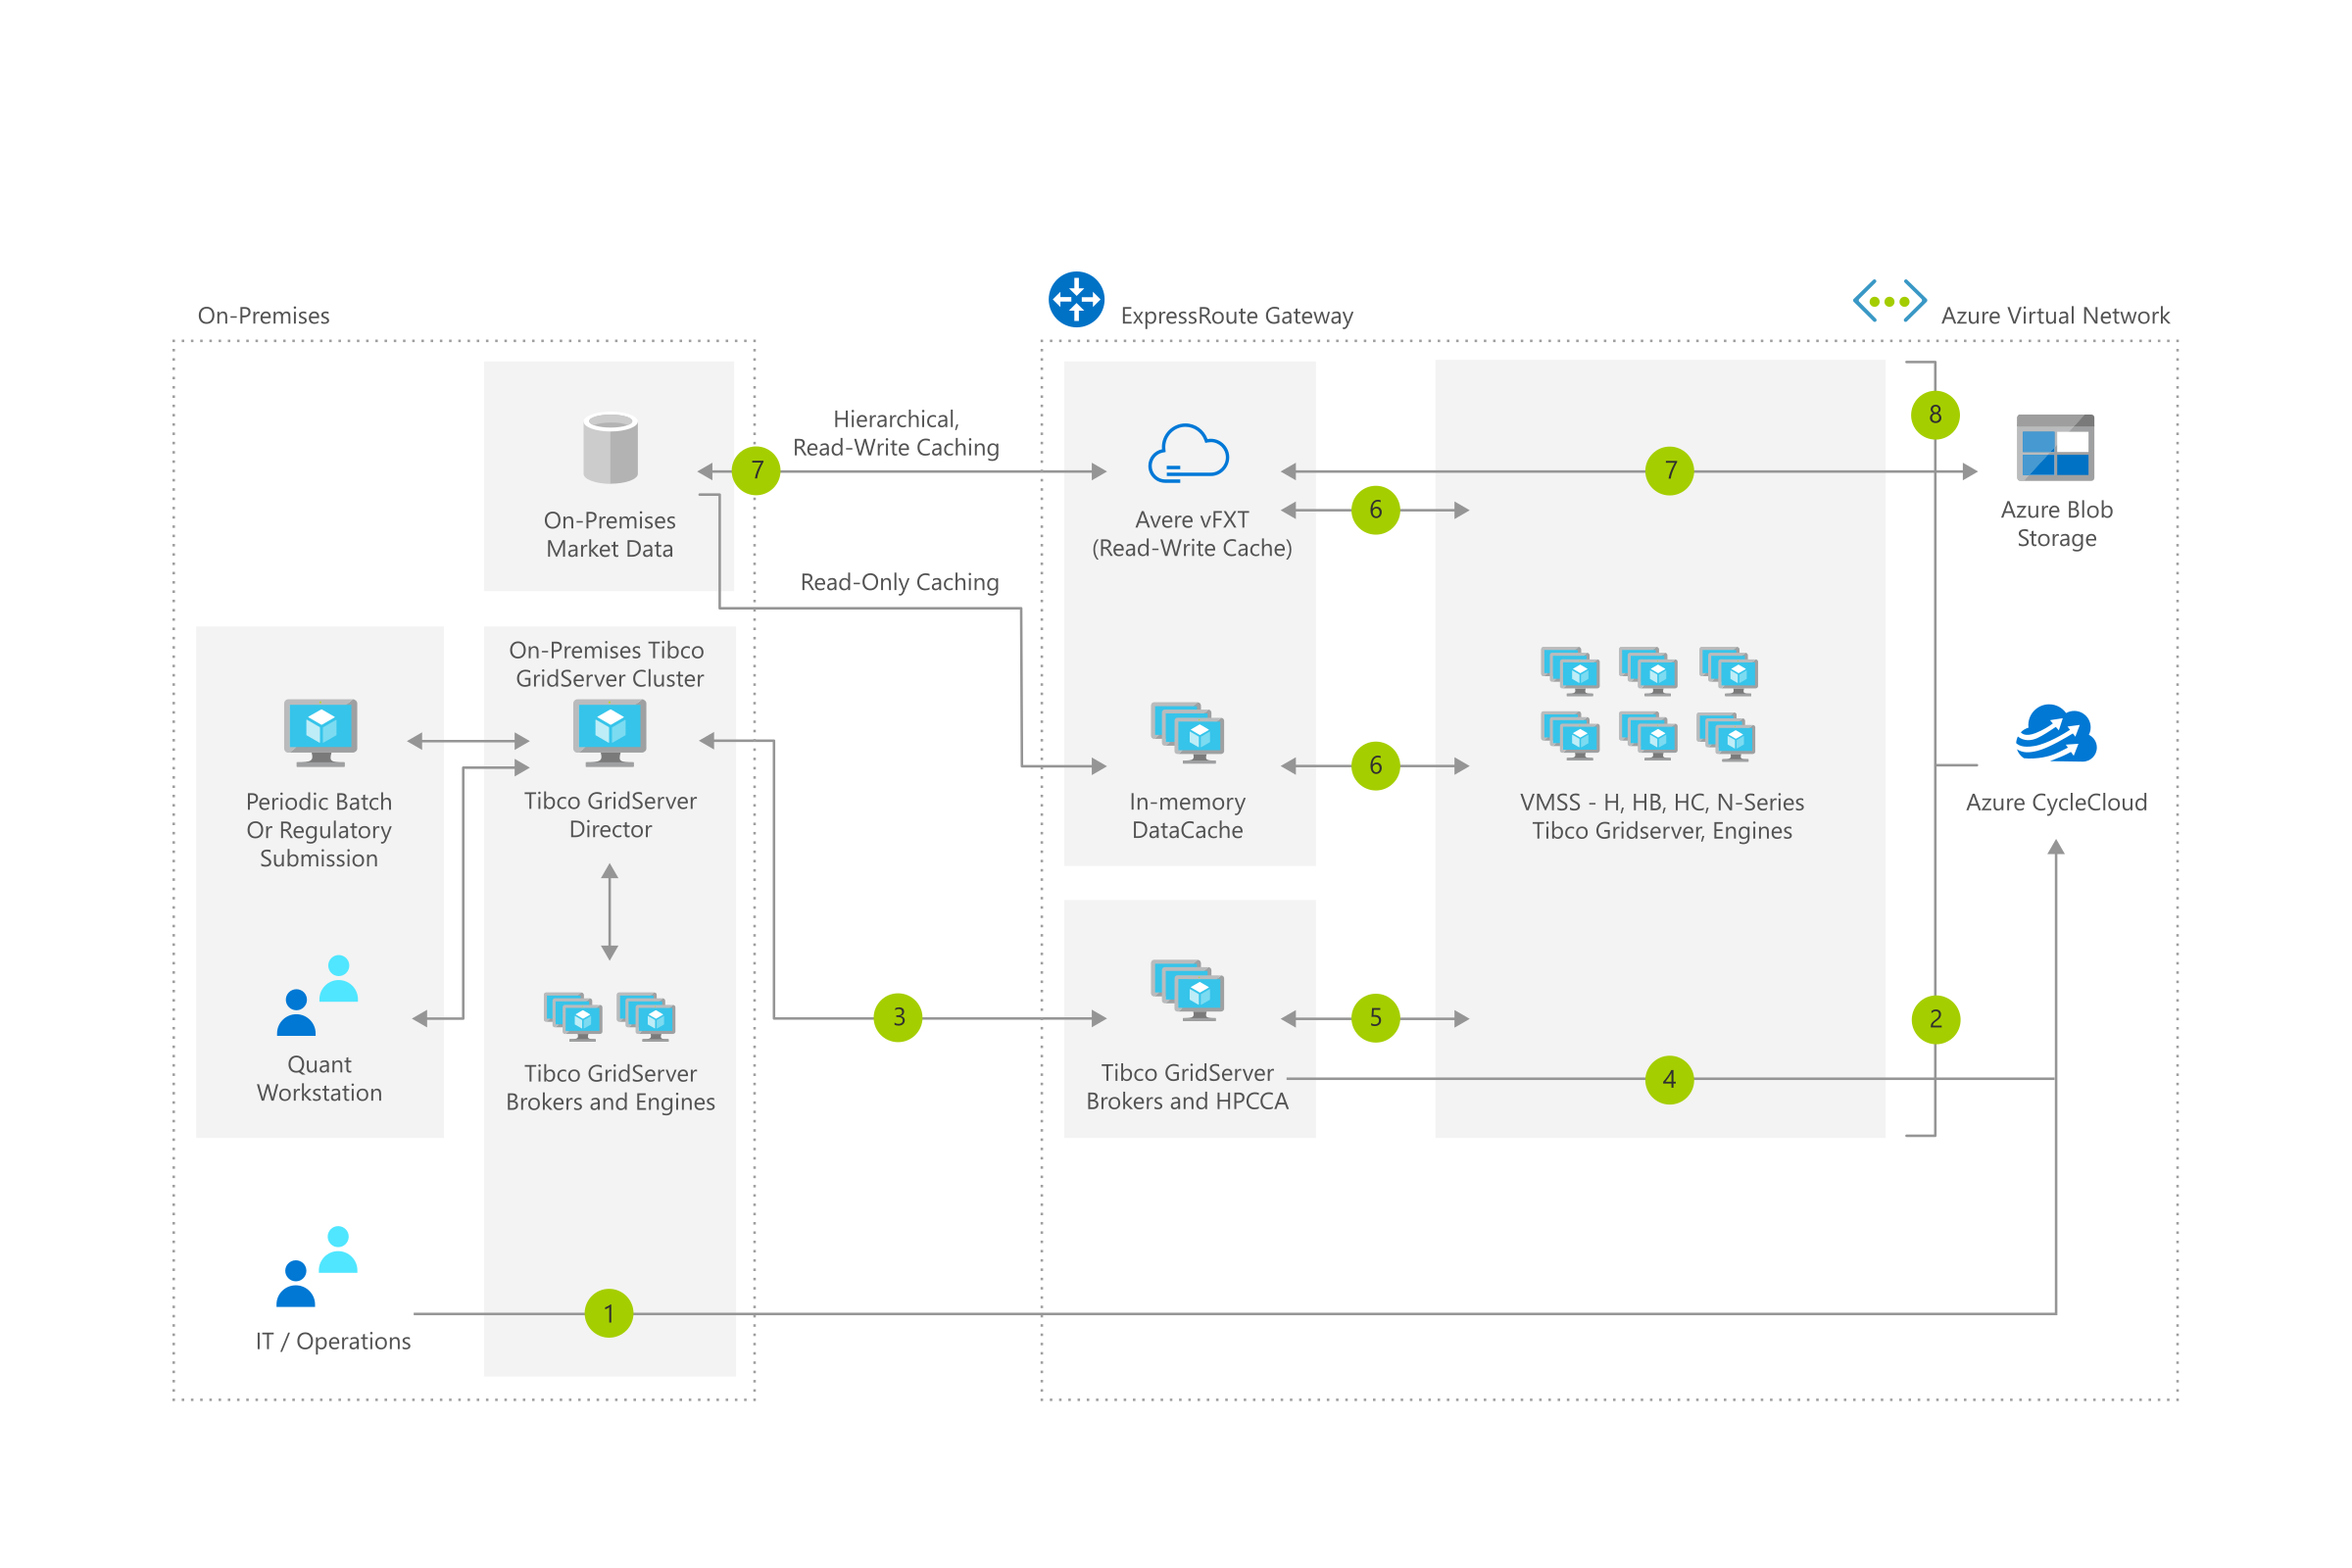 On-Premises
ExpressRoute Gateway
Azure Virtual Network
Hierarchical,
Read-Write Caching
7
7
8
6
On-Premises
Market Data
Avere vFXT
(Read-Write Cache)
Azure Blob
Storage
Read-Only Caching
On-Premises Tibco
GridServer Cluster
6
Periodic Batch
Or Regulatory
Submission
Tibco GridServer
Director
In-memory
DataCache
VMSS - H, HB, HC, N-Series
Tibco Gridserver, Engines
Azure CycleCloud
3
5
2
Quant
Workstation
Tibco GridServer
Brokers and Engines
Tibco GridServer
Brokers and HPCCA
4
1
IT / Operations